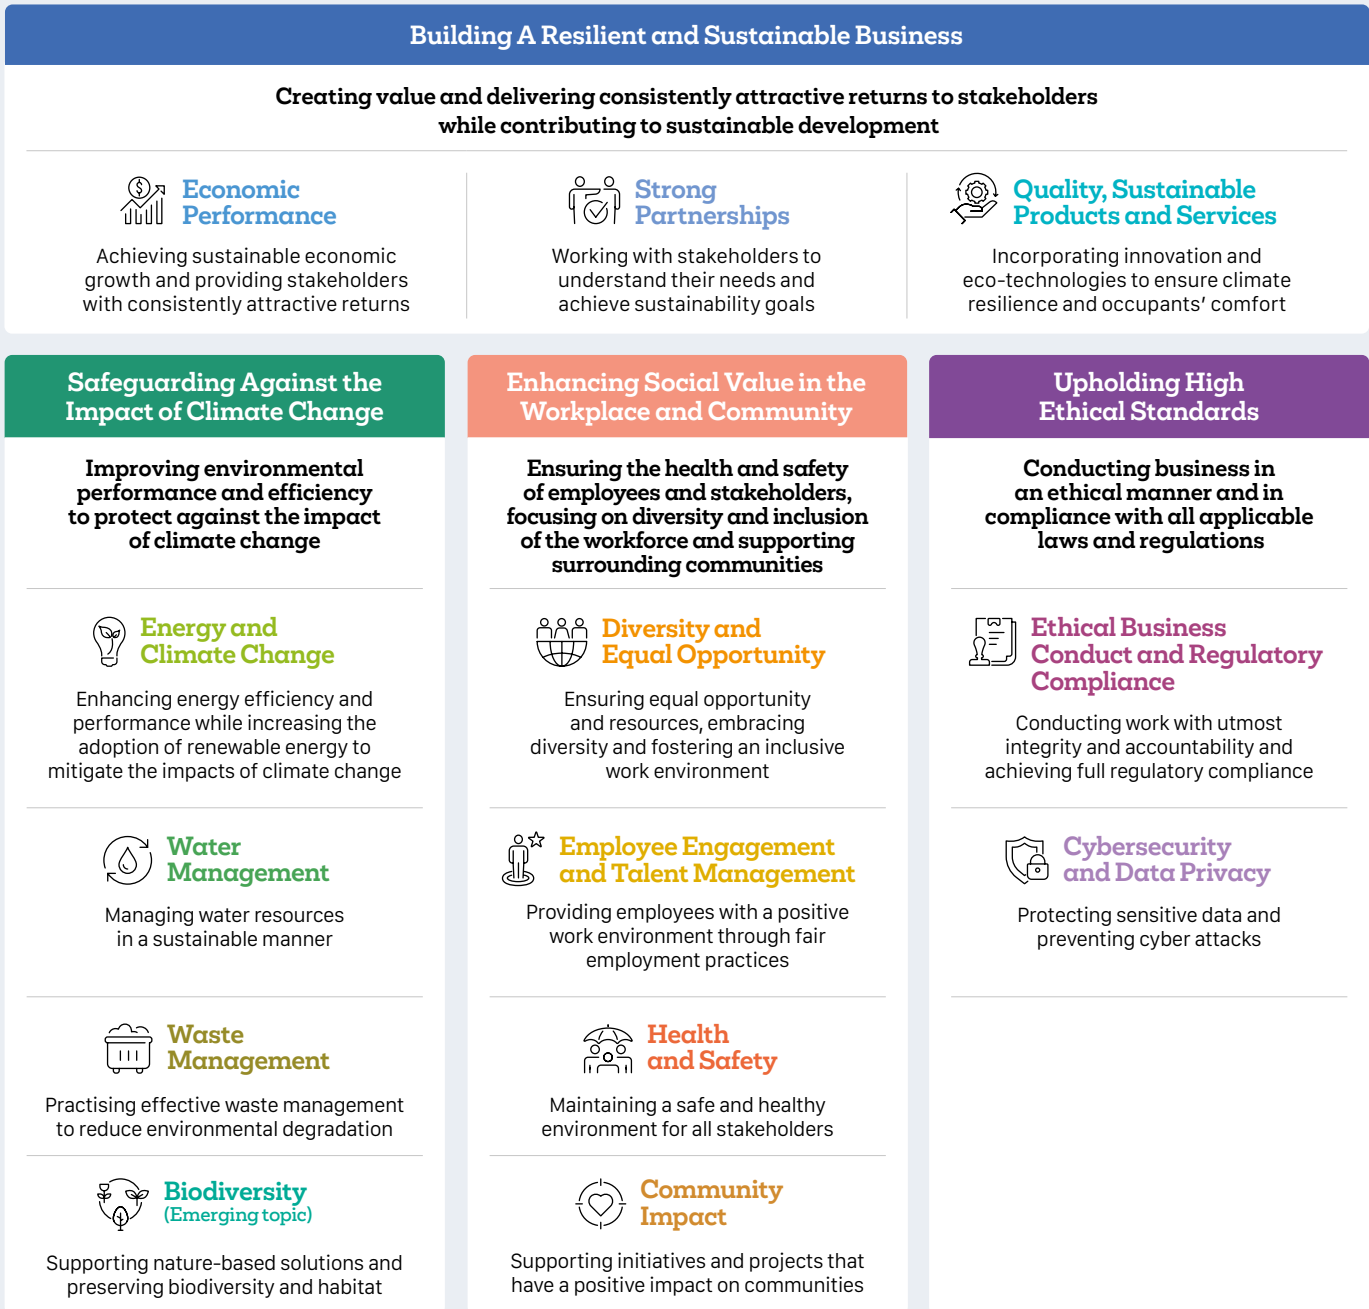 Building A Resilient and Sustainable Business
Creating value and delivering consistently attractive returns to stakeholders
while contributing to sustainable development
Economic
Performance
Achieving sustainable economic
growth and providing stakeholders
with consistently attractive returns
Strong
Partnerships
Working with stakeholders to
understand their needs and
achieve sustainability goals
Quality, Sustainable
Products and Services
Incorporating innovation and
eco-technologies to ensure climate
resilience and occupants' comfort
Safeguarding Against the
Impact of Climate Change
Improving environmental
performance and efficiency
to protect against the impact
of climate change
Energy and
Climate Change
Enhancing energy efficiency and
performance while increasing the
adoption of renewable energy to
mitigate the impacts of climate change
Water
Management
Managing water resources
in a sustainable manner
Waste
Management
Practising effective waste management
to reduce environmental degradation
Biodiversity
(Emerging topic)
Supporting nature-based solutions and
preserving biodiversity and habitat
Enhancing Social Value in the
Workplace and Community
Ensuring the health and safety
of employees and stakeholders,
focusing on diversity and inclusion
of the workforce and supporting
surrounding communities
Diversity and
Equal Opportunity
Ensuring equal opportunity
and resources, embracing
diversity and fostering an inclusive
work environment
Employee Engagement
and Talent Management
Providing employees with a positive
work environment through fair
employment practices
Health
and Safety
Maintaining a safe and healthy
environment for all stakeholders
Community
Impact
Supporting initiatives and projects that
have a positive impact on communities
Upholding High
Ethical Standards
Conducting business in
an ethical manner and in
compliance with all applicable
laws and regulations
Ethical Business
Conduct and Regulatory
Compliance
Conducting work with utmost
integrity and accountability and
achieving full regulatory compliance
Cybersecurity
and Data Privacy
Protecting sensitive data and
preventing cyber attacks